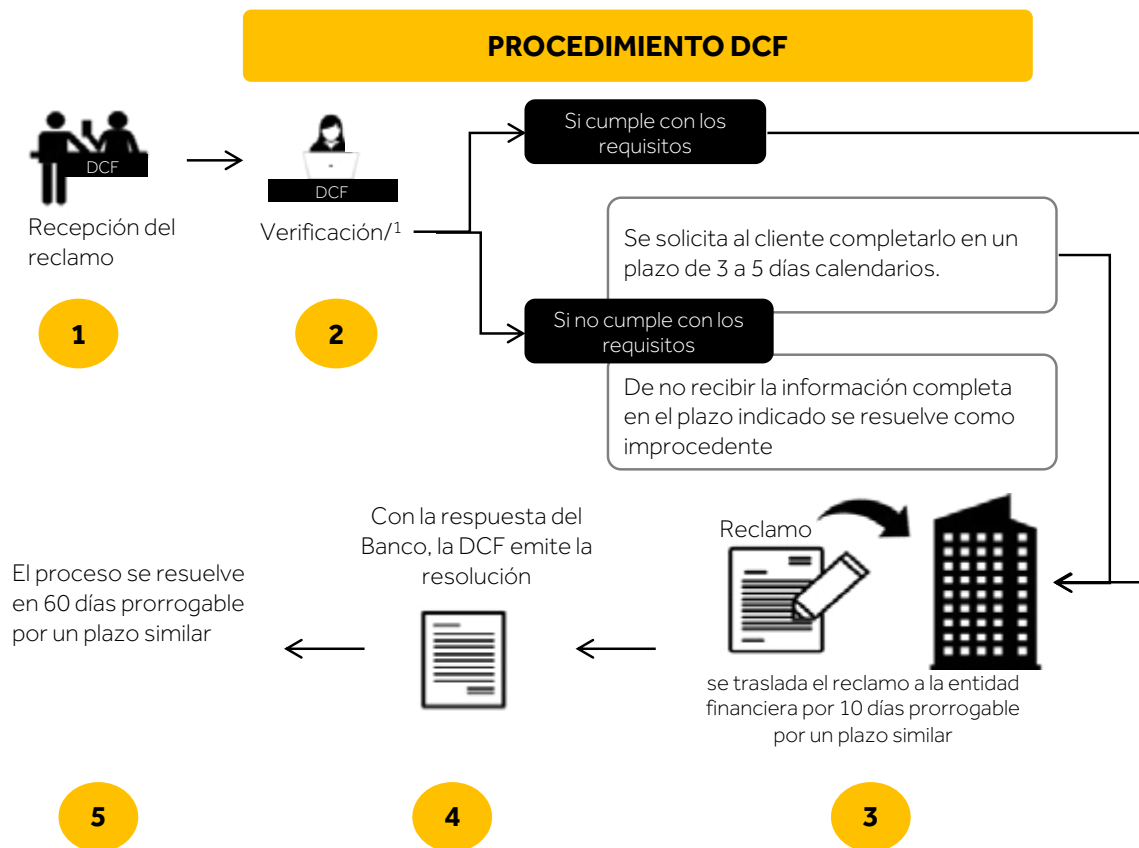 PROCEDIMIENTO DCF
DCF
Recepción del
reclamo
1
DCF
Verificación/¹
2
Si cumple con los
requisitos
Se solicita al cliente completarlo en un
plazo de 3 a 5 días calendarios.
Si no cumple con los
requisitos
De no recibir la información completa
en el plazo indicado se resuelve como
improcedente
Reclamo
se traslada el reclamo a la entidad
financiera por 10 días prorrogable
por un plazo similar
3
Con la respuesta del
Banco, la DCF emite la
resolución
4
El proceso se resuelve
en 60 días prorrogable
por un plazo similar
5